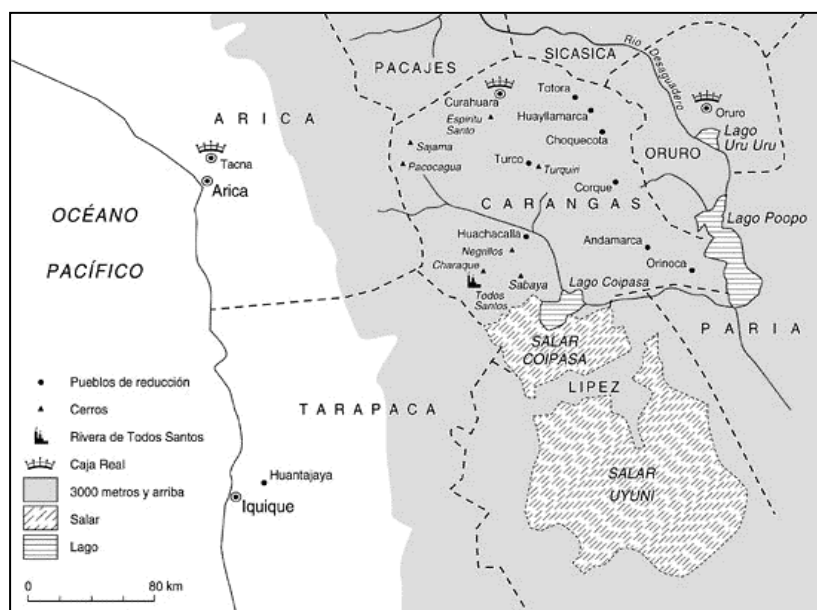 SICASICA
PACAJES
Rio Desaguadero
Totora
Curahuara
Espiritu
Santo
Huayllamarca
Oruro
ARICA
Choquecota
Lago
Uru Uru
Sajama
ORURO
Tacna
Pacocagua
Turco
Turquiri
Arica
Corque
CARANGAS
OCÉANO
PACÍFICO
Lago Poopo
Huachacalla
Andamarca
Negrillos
Charaque
Orinoca
Sabaya
Lago Coipasa
Todos
Santos
PARIA
SALAR
COIPASA
LIPEZ
TARAPACA
SALAR
UYUNI
Huantajaya
Iquique
Pueblos de reducción
Cerros
Rivera de Todos Santos
Caja Real
3000 metros y arriba
Salar
Lago
0 80 km